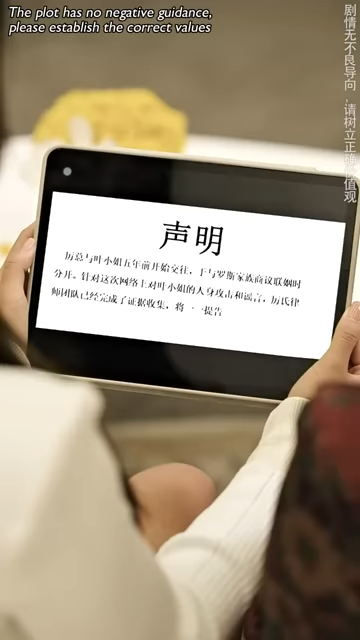 The plot has no negative guidance,
please establish the correct values
剧情无不良导向,请树立正确价值观
声明
厉总与叶小姐五年前开始交往,于与罗斯家族商议联姻时
分开。针对这次网络上对叶小姐的人身攻击和谣言,厉氏律
师团队已经完成了证据收集,将一一提告